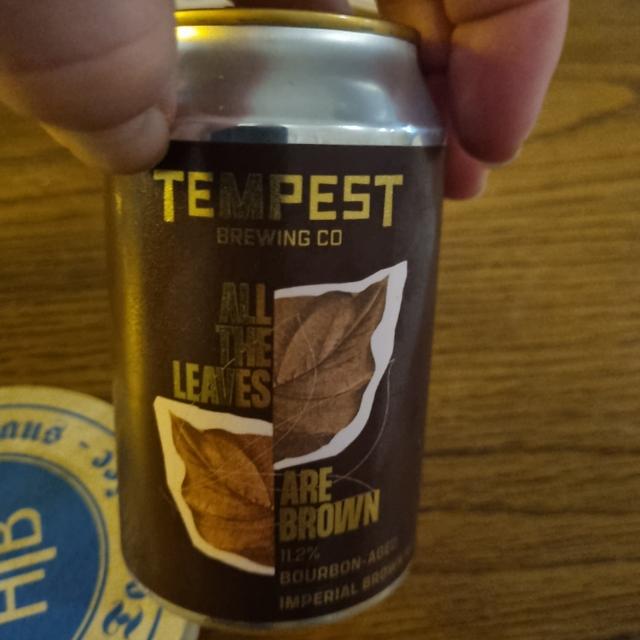 TEMPEST
BREWING CO
ALL
THE
LEAVES
ARE
BROWN
11.2%
BOURBON-AGED
IMPERIAL BROWN
HB